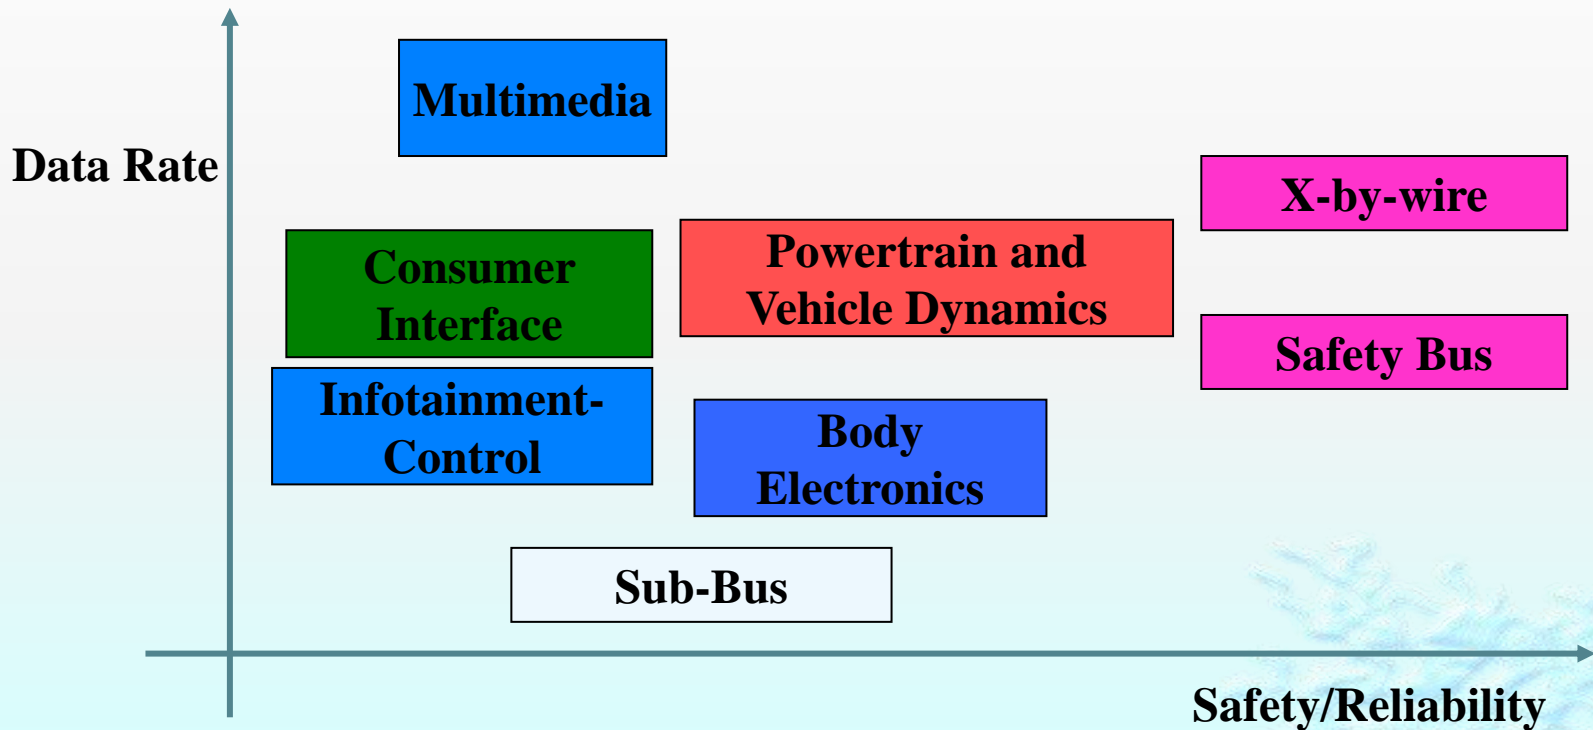 Multimedia
Data Rate
X-by-wire
Consumer
Interface
Powertrain and
Vehicle Dynamics
Safety Bus
Infotainment-
Control
Body
Electronics
Sub-Bus
Safety/Reliability